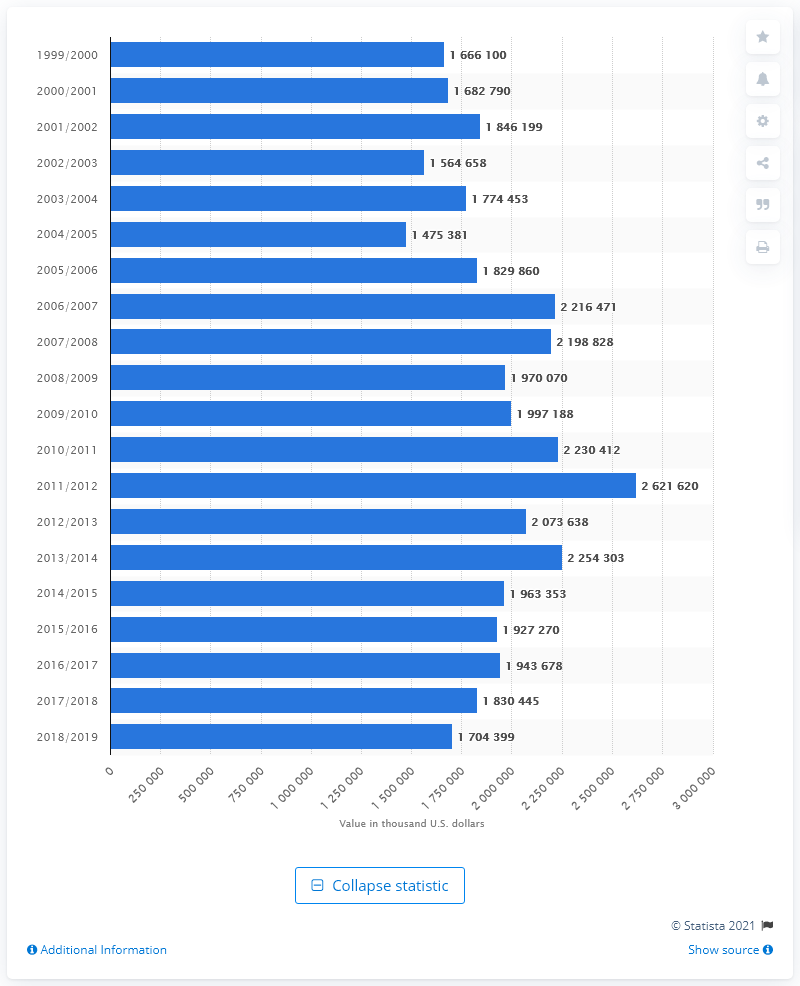 1999/2000 1 666 100
2000/2001 1 682 790
2001/2002 1 846 199
2002/2003 1 564 658
2003/2004 1 774 453
2004/2005 1 475 381
2005/2006 1 829 860
2006/2007 2 216 471
2007/2008 2 198 828
2008/2009 1 970 070
2009/2010 1 997 188
2010/2011 2 230 412
2011/2012 2 621 620
2012/2013 2 073 638
2013/2014 2 254 303
2014/2015 1 963 353
2015/2016 1 927 270
2016/2017 1 943 678
2017/2018 1 830 445
2018/2019 1 704 399
0 250 000 500 000 750 000 1 000 000 1 250 000 1 500 000 1 750 000 2 000 000 2 250 000 2 500 000 2 750 000 3 000 000
Value in thousand U.S. dollars
Collapse statistic
© Statista 2021
Additional Information Show source